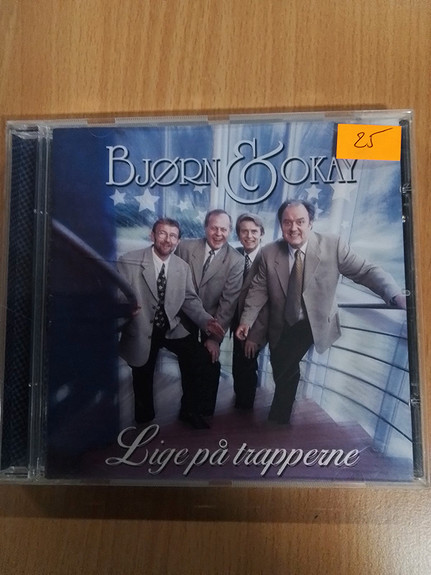 BJØRN & OKAY
25
Lige på trapperne